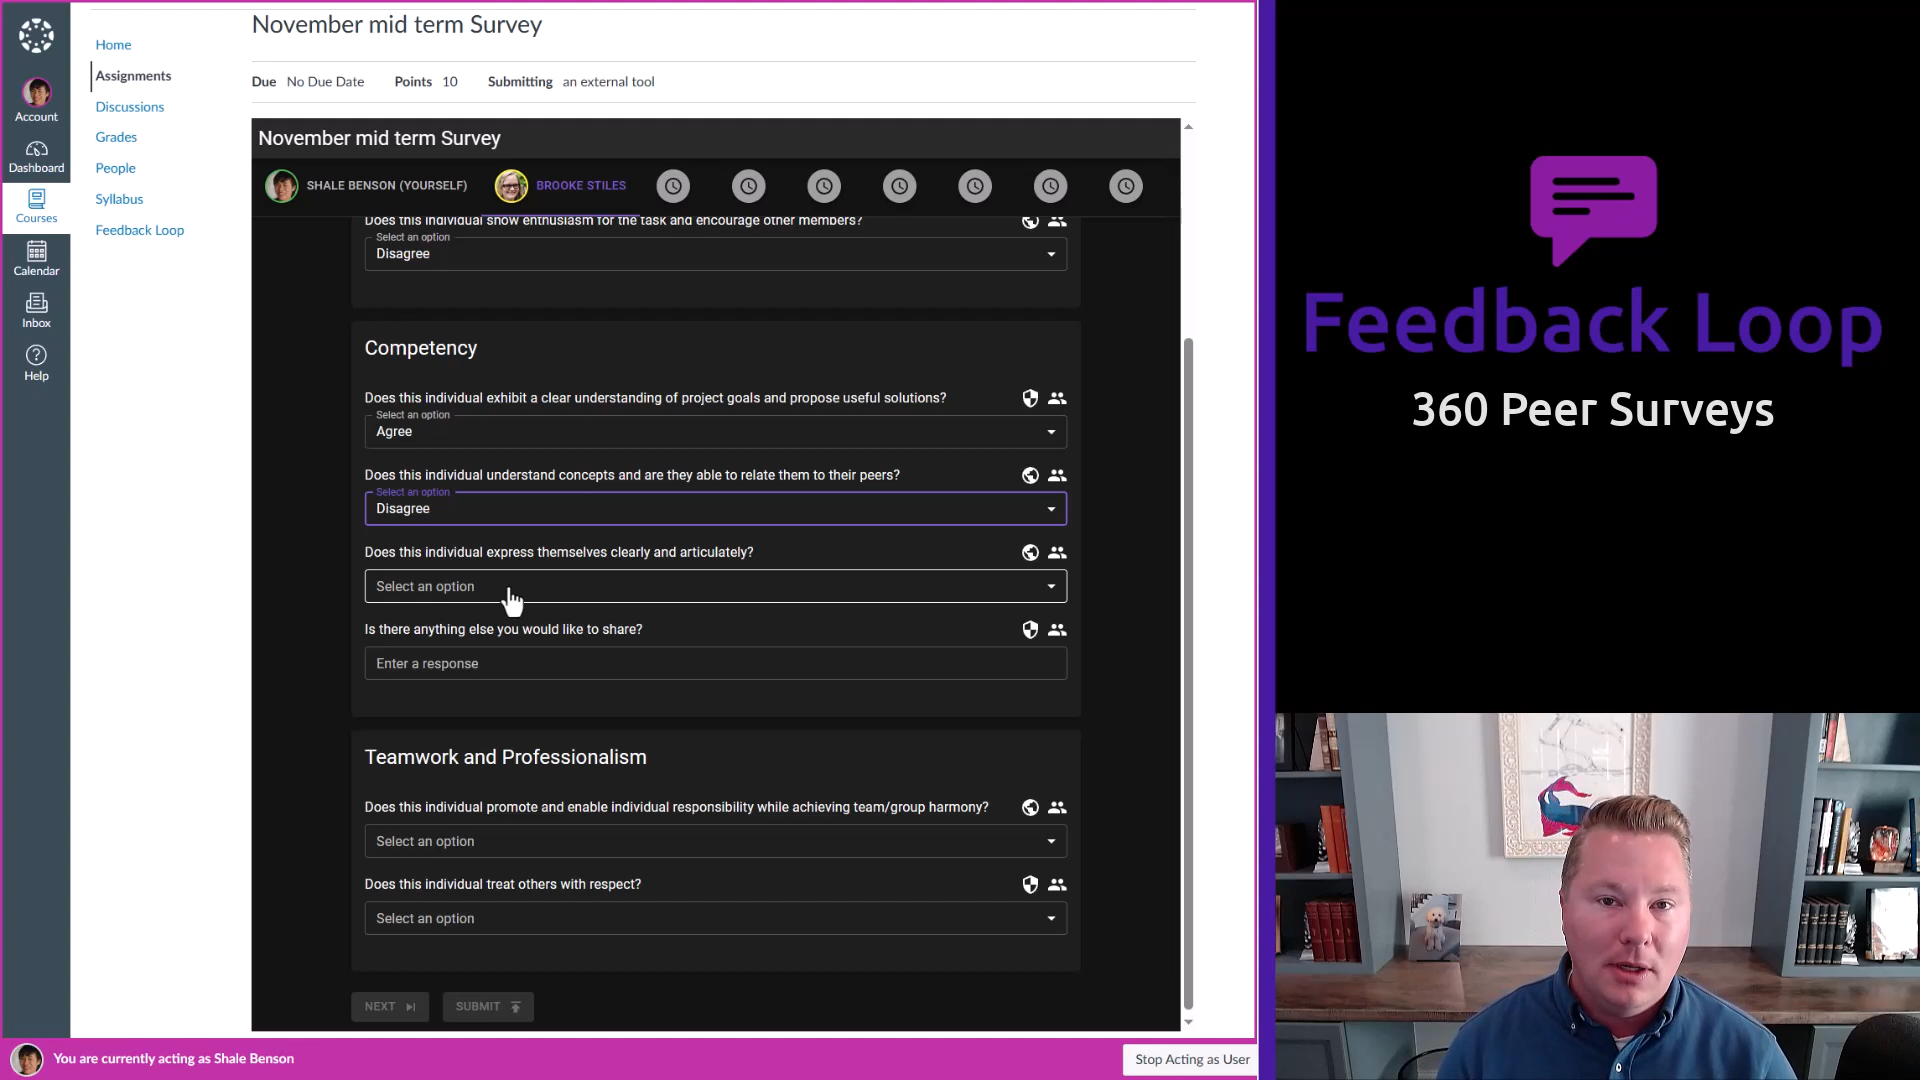 November mid term Survey
Due No Due Date Points 10 Submitting an external tool
Account
Dashboard
Courses
Calendar
Inbox
Help
Home
Assignments
Discussions
Grades
People
Syllabus
Feedback Loop
November mid term Survey
SHALE BENSON (YOURSELF) BROOKE STILES
Does this individual show enthusiasm for the task and encourage other members?
Select an option
Disagree
Competency
Does this individual exhibit a clear understanding of project goals and propose useful solutions?
Select an option
Agree
Does this individual understand concepts and are they able to relate them to their peers?
Select an option
Disagree
Does this individual express themselves clearly and articulately?
Select an option
Is there anything else you would like to share?
Enter a response
Teamwork and Professionalism
Does this individual promote and enable individual responsibility while achieving team/group harmony?
Select an option
Does this individual treat others with respect?
Select an option
NEXT SUBMIT
You are currently acting as Shale Benson
Stop Acting as User
Feedback Loop
360 Peer Surveys